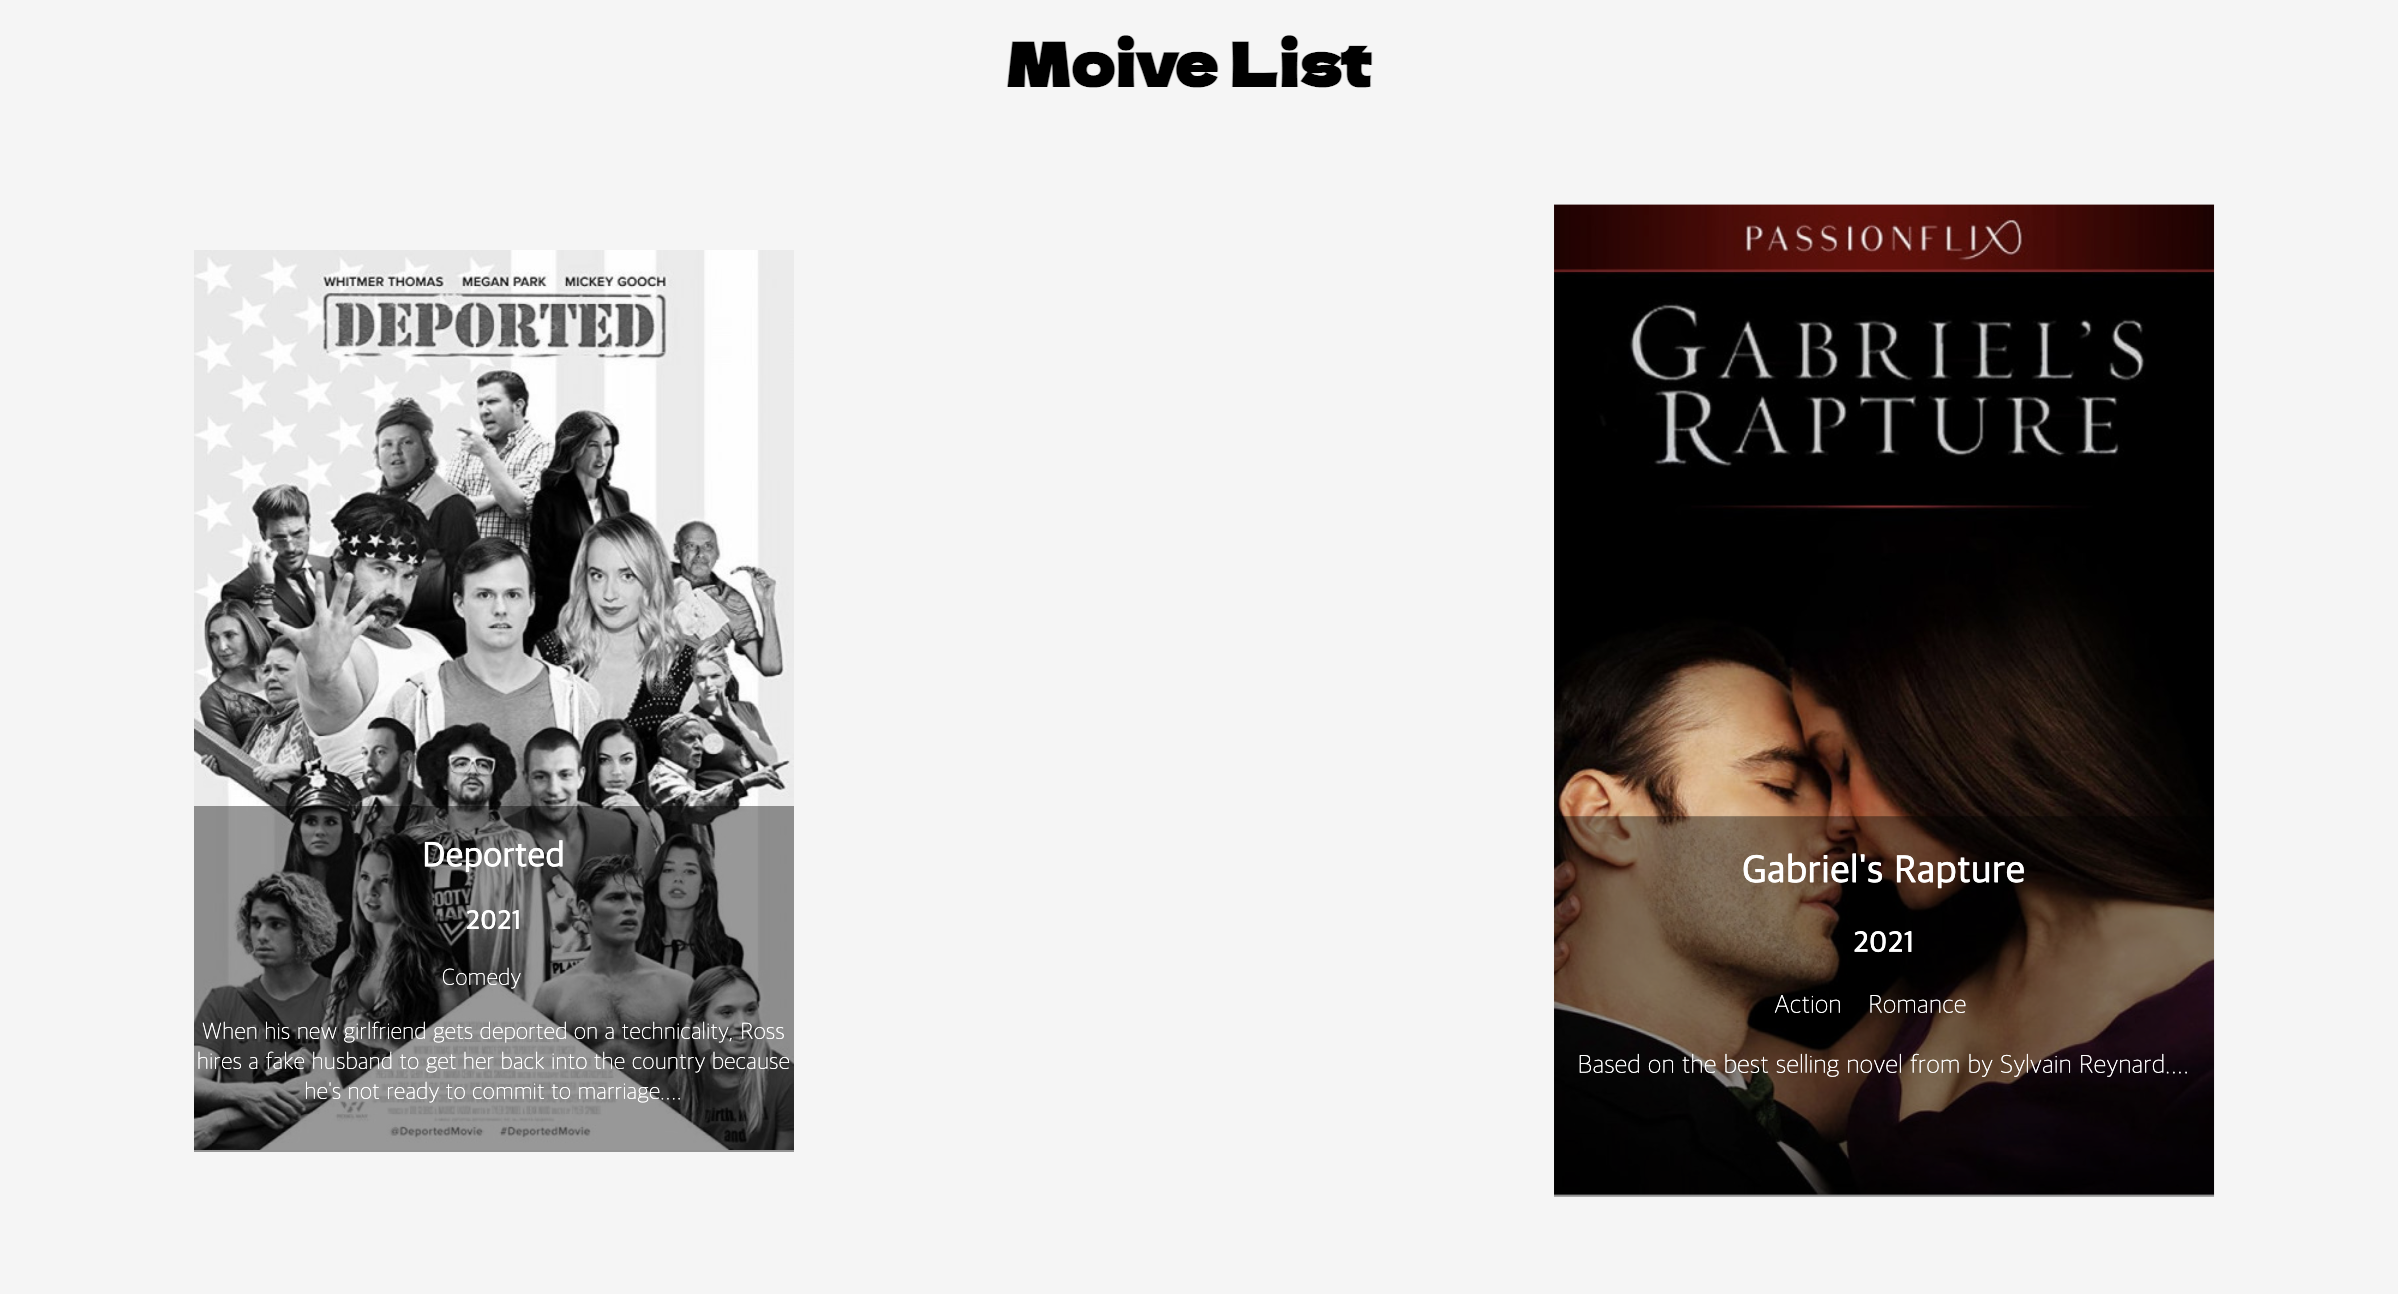 Moive List
WHITMER THOMAS MEGAN PARK MICKEY GOOCH
DEPORTED
Deported
2021
Comedy
When his new girlfriend gets deported on a technicality, Ross
hires a fake husband to get her back into the country because
he's not ready to commit to marriage....
@DeportedMovie #DeportedMovie
PASSIONFLIX
GABRIEL'S
RAPTURE
Gabriel's Rapture
2021
Action Romance
Based on the best selling novel from by Sylvain Reynard....